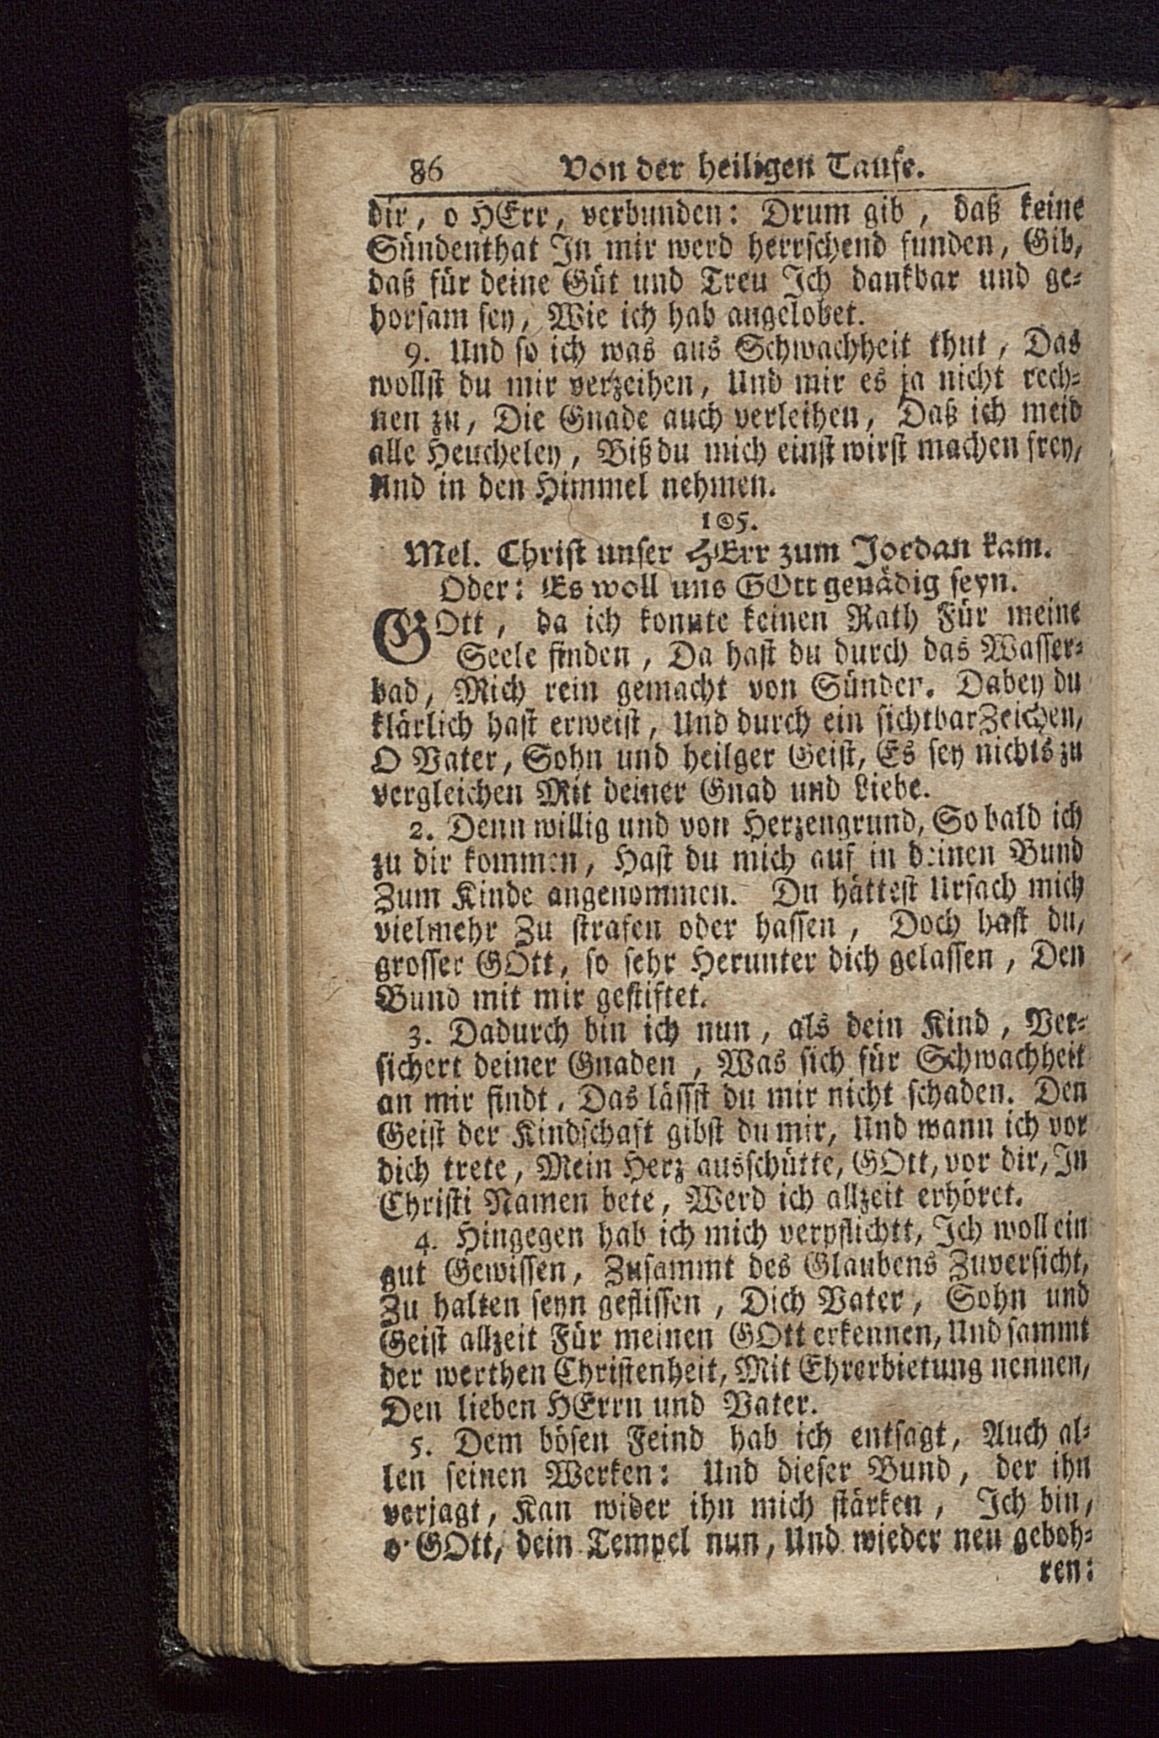 86 Von der heiligen Taufe.
dir, o HErr, verbunden: Drum gib, daß keine
Sündenthat In mir werd herrschend funden, Gib,
daß für deine Güt und Treu Ich dankbar und ge-
horsam sey, Wie ich hab angelobet.
9. Und so ich was aus Schwachheit thut, Das
wollst du mir verzeihen, Und mir es ja nicht rech-
nen zu, Die Gnade auch verleihen, Daß ich meid
alle Heucheley, Biß du mich einst wirst machen frey,
Und in den Himmel nehmen.
105.
Mel. Christ unser HErr zum Jordan kam.
Oder: Es woll uns GOtt genädig seyn.
GOtt, da ich konnte keinen Rath Für meine
Seele finden, Da hast du durch das Wasser-
bad, Mich rein gemacht von Sünder. Dabey du
klärlich hast erweist, Und durch ein sichtbar Zeichen,
O Vater, Sohn und heilger Geist, Es sey nichts zu
vergleichen Mit deiner Gnad und Liebe.
2. Denn willig und von Herzengrund, So bald ich
zu dir kommen, Hast du mich auf in deinen Bund
Zum Kinde angenommen. Du hättest Ursach mich
vielmehr Zu strafen oder hassen, Doch hast du,
grosser GOtt, so sehr Herunter dich gelassen, Den
Bund mit mir gestiftet.
3. Dadurch bin ich nun, als dein Kind, Ver-
sichert deiner Gnaden, Was sich für Schwachheit
an mir findt, Das lässst du mir nicht schaden. Den
Geist der Kindschaft gibst du mir, Und wann ich vor
dich trete, Mein Herz ausschütte, GOtt, vor dir, In
Christi Namen bete, Werd ich allzeit erhöret.
4. Hingegen hab ich mich verpflichtt, Ich woll ein
gut Gewissen, Zusammt des Glaubens Zuversicht,
Zu halten seyn geflissen, Dich Vater, Sohn und
Geist allzeit Für meinen GOtt erkennen, Und sammt
der werthen Christenheit, Mit Ehrerbietung nennen,
Den lieben HErrn und Vater.
5. Dem bösen Feind hab ich entsagt, Auch al-
len seinen Werken: Und dieser Bund, der ihn
verjagt, Kan wider ihn mich stärken, Ich bin,
o GOtt, dein Tempel nun, Und wieder neu geboh-
ren: